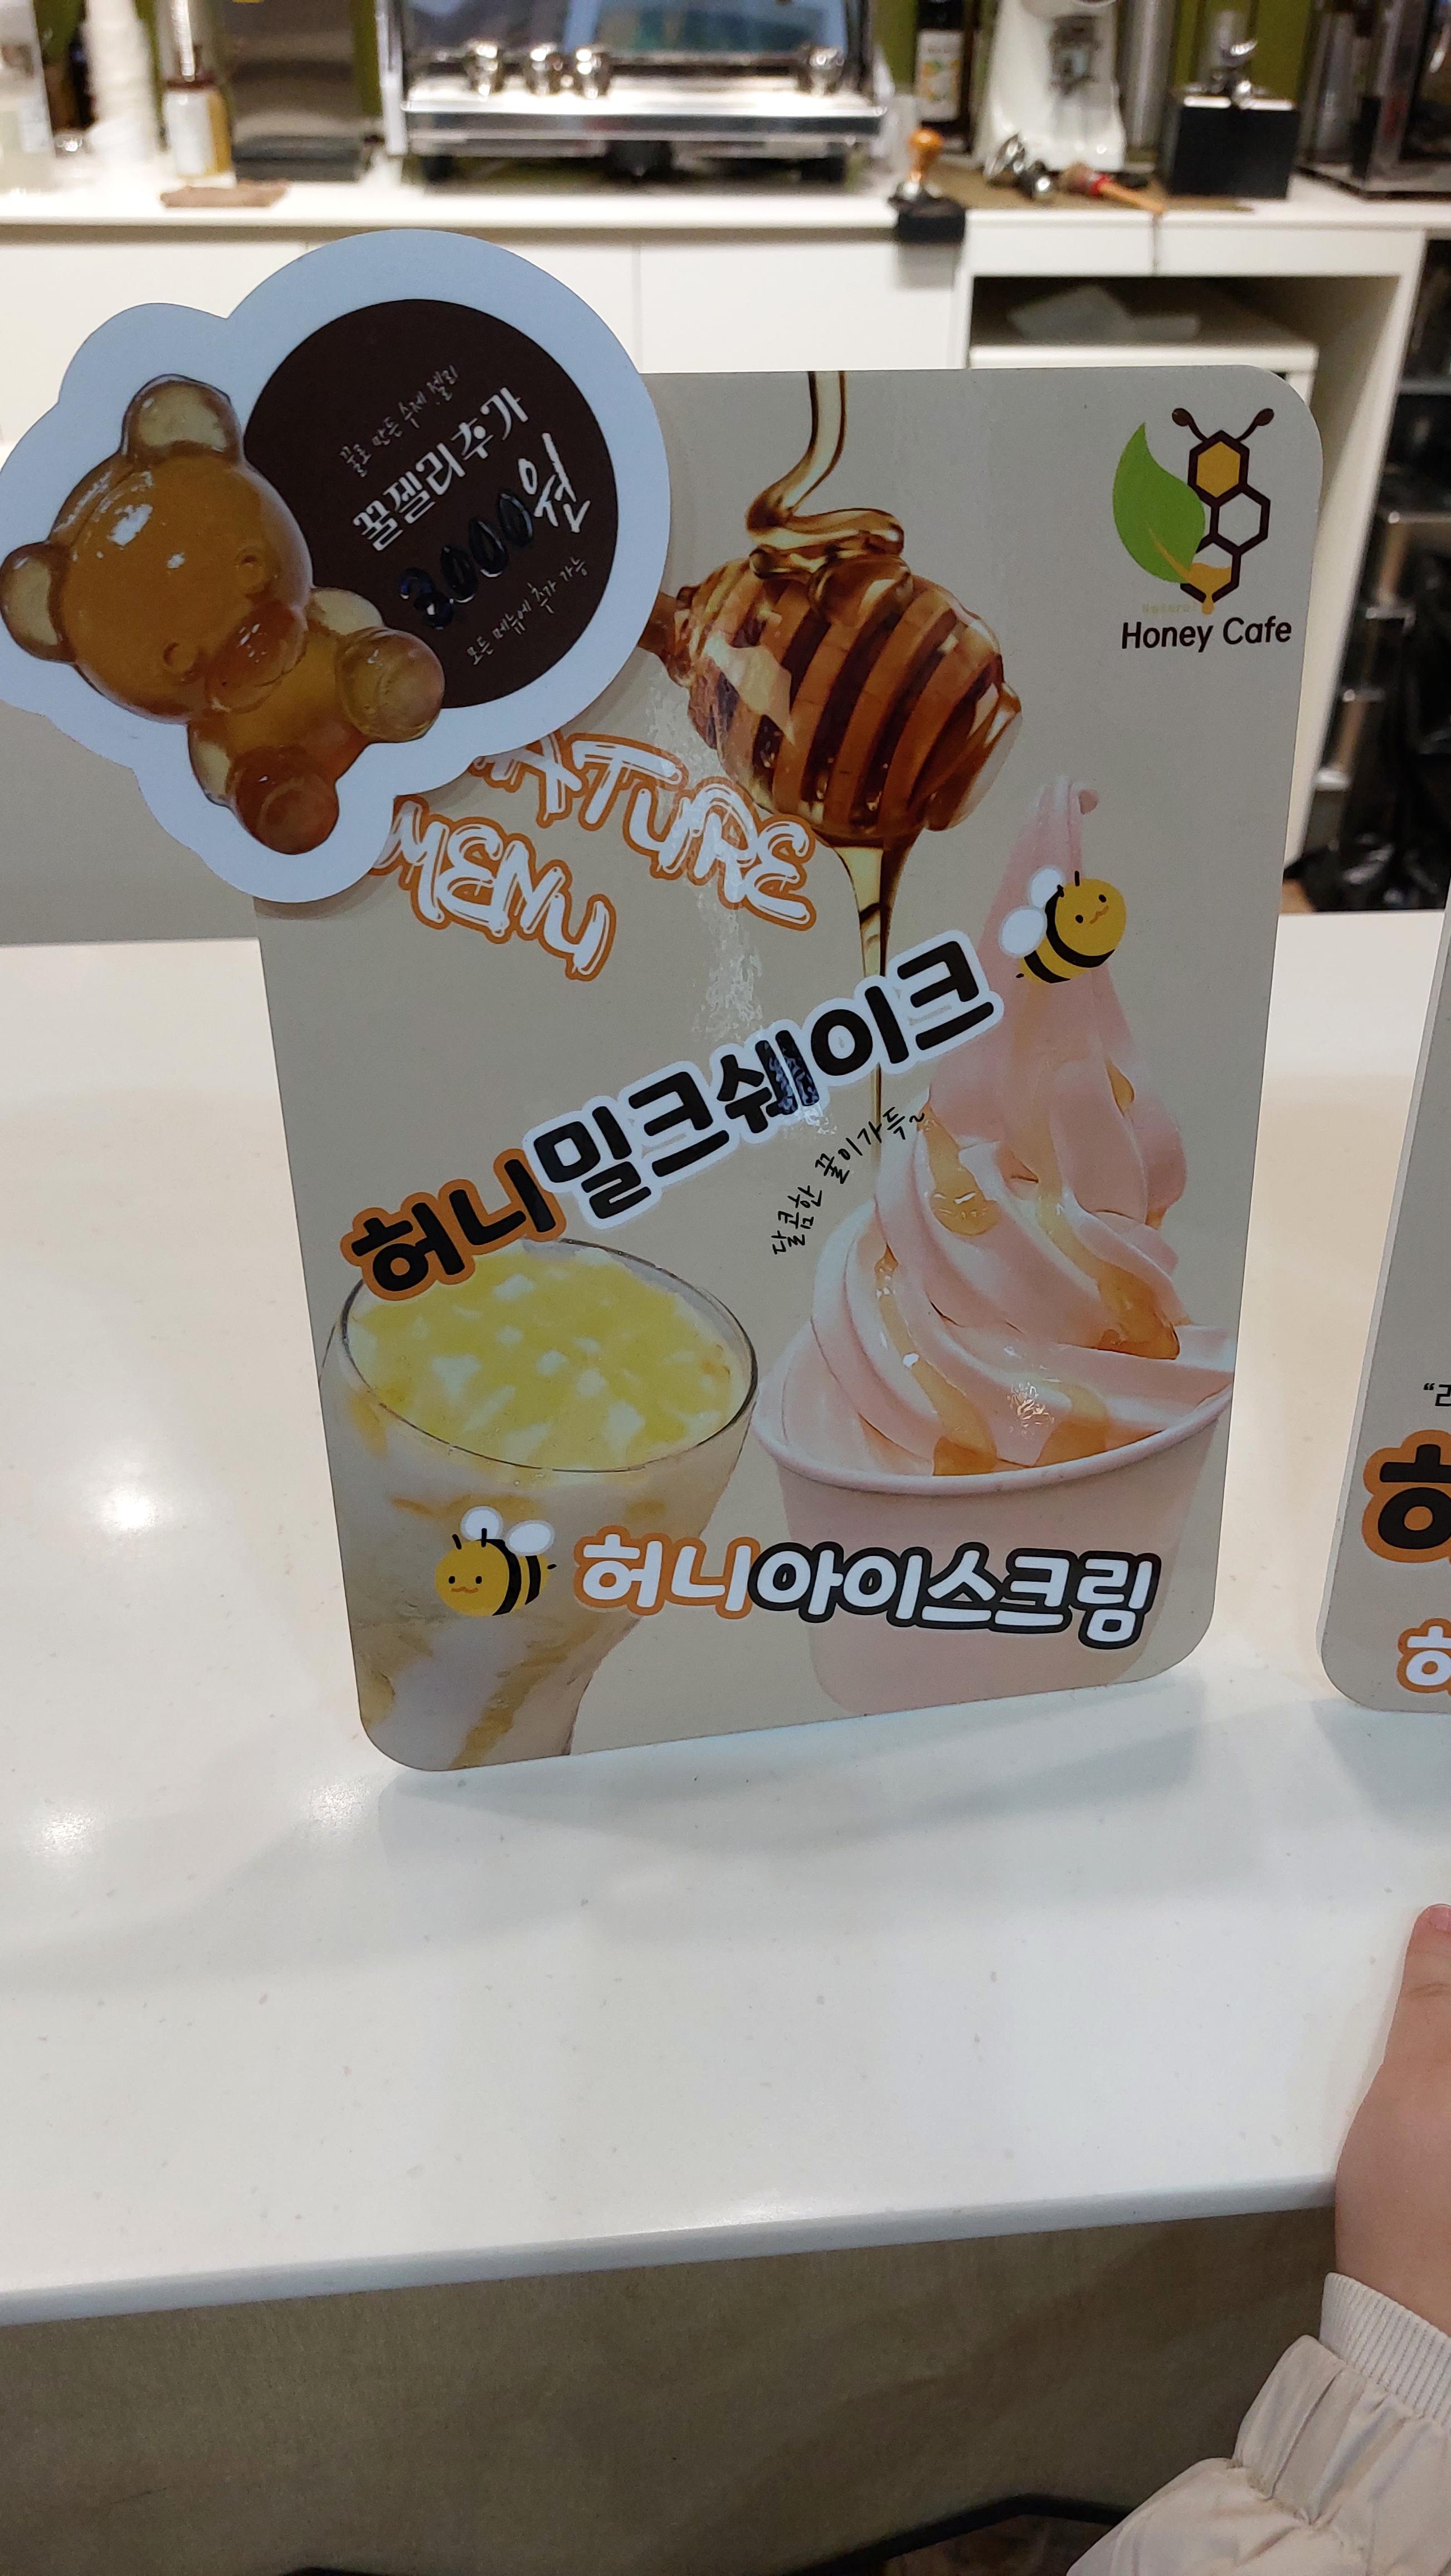 꿀로 만든 수제 젤리
꿀젤리추가
3000원
모든 메뉴에 추가 가능
Natural
Honey Cafe
MENU
허니밀크쉐이크
달콤한 꿀이가득~
허니아이스크림